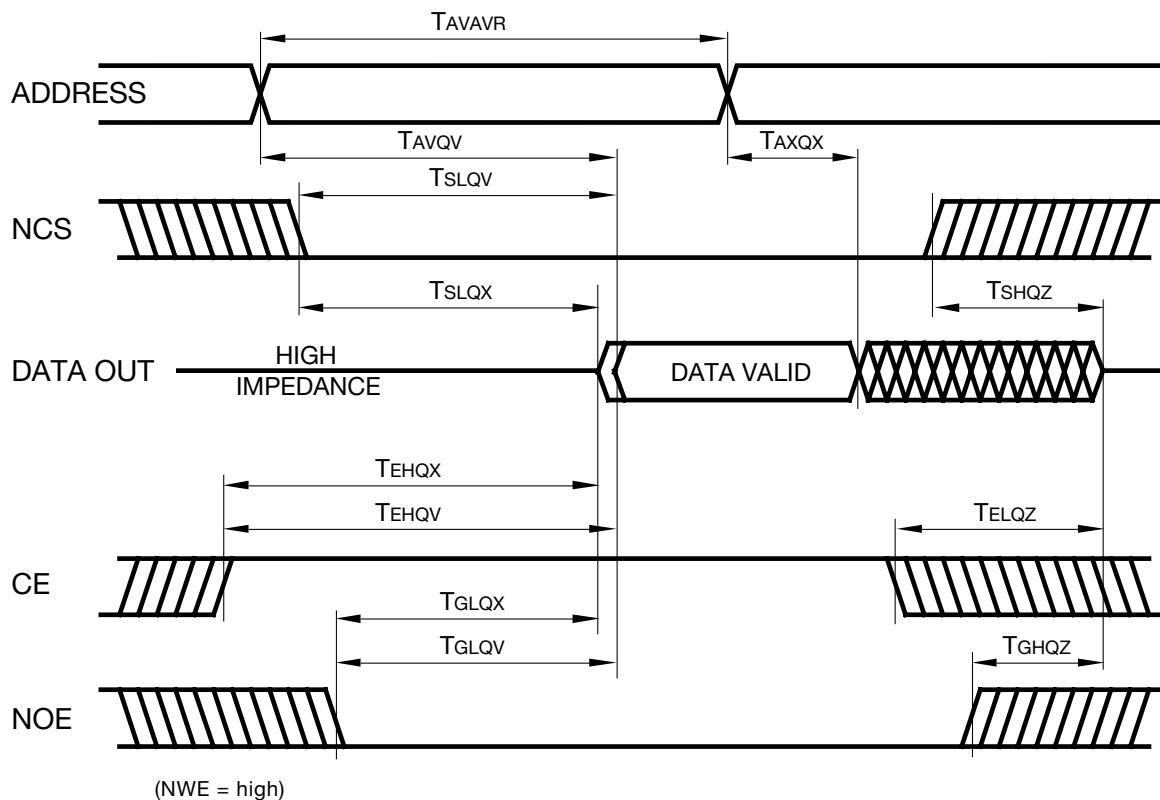 TAVAVR
ADDRESS
TAVQV
TAXQX
TSLQV
NCS
TSLQX
TSHQZ
DATA OUT
HIGH
IMPEDANCE
DATA VALID
TEHQX
TEHQV
TELQZ
CE
TGLQX
TGLQV
TGHQZ
NOE
(NWE = high)